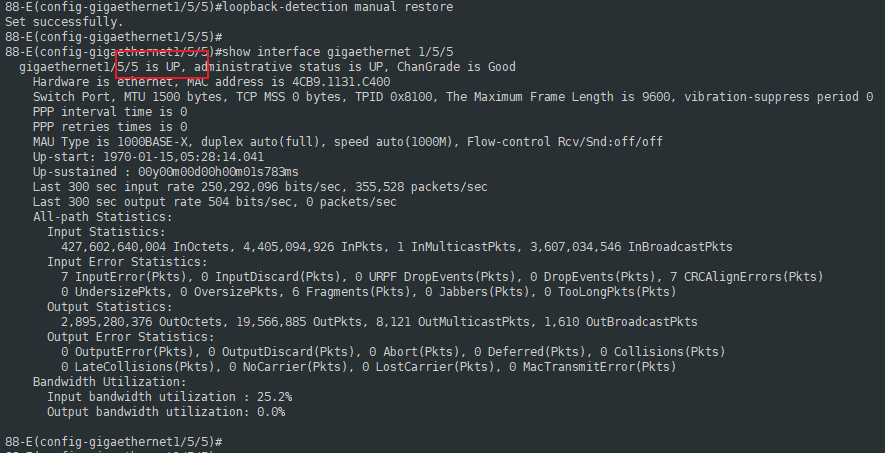 88-E(config-gigaethernet1/5/5)#loopback-detection manual restore
Set successfully.
88-E(config-gigaethernet1/5/5)#
88-E(config-gigaethernet1/5/5)#show interface gigaethernet 1/5/5
  gigaethernet1/5/5 is UP, administrative status is UP, ChanGrade is Good
    Hardware is ethernet, MAC address is 4CB9.1131.C400
    Switch Port, MTU 1500 bytes, TCP MSS 0 bytes, TPID 0x8100, The Maximum Frame Length is 9600, vibration-suppress period 0
    PPP interval time is 0
    PPP retries times is 0
    MAU Type is 1000BASE-X, duplex auto(full), speed auto(1000M), Flow-control Rcv/Snd:off/off
    Up-start: 1970-01-15,05:28:14.041
    Up-sustained : 00y00m00d00h00m01s783ms
    Last 300 sec input rate 250,292,096 bits/sec, 355,528 packets/sec
    Last 300 sec output rate 504 bits/sec, 0 packets/sec
    All-path Statistics:
      Input Statistics:
        427,602,640,004 InOctets, 4,405,094,926 InPkts, 1 InMulticastPkts, 3,607,034,546 InBroadcastPkts
      Input Error Statistics:
        7 InputError(Pkts), 0 InputDiscard(Pkts), 0 URPF DropEvents(Pkts), 0 DropEvents(Pkts), 7 CRCAlignErrors(Pkts)
        0 UndersizePkts, 0 OversizePkts, 6 Fragments(Pkts), 0 Jabbers(Pkts), 0 TooLongPkts(Pkts)
      Output Statistics:
        2,895,280,376 OutOctets, 19,566,885 OutPkts, 8,121 OutMulticastPkts, 1,610 OutBroadcastPkts
      Output Error Statistics:
        0 OutputError(Pkts), 0 OutputDiscard(Pkts), 0 Abort(Pkts), 0 Deferred(Pkts), 0 Collisions(Pkts)
        0 LateCollisions(Pkts), 0 NoCarrier(Pkts), 0 LostCarrier(Pkts), 0 MacTransmitError(Pkts)
    Bandwidth Utilization:
      Input bandwidth utilization : 25.2%
      Output bandwidth utilization: 0.0%
88-E(config-gigaethernet1/5/5)#
88-E(config-gigaethernet1/5/5)#